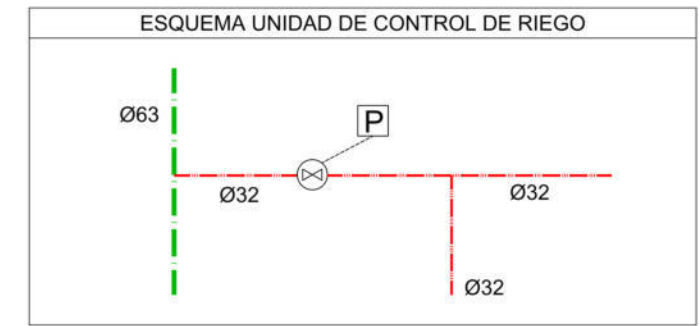 ESQUEMA UNIDAD DE CONTROL DE RIEGO
Ø63
P
Ø32
Ø32
Ø32